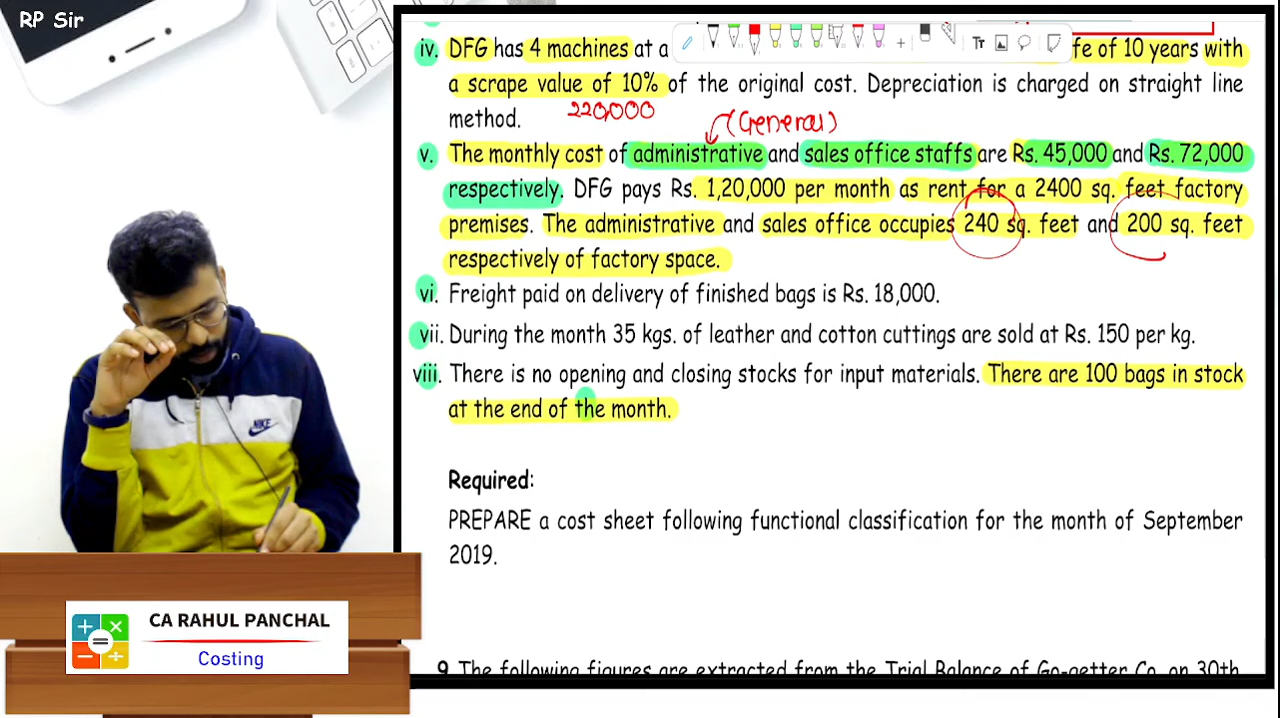 RP Sir
iv. DFG has 4 machines at a fe of 10 years with
a scrape value of 10% of the original cost. Depreciation is charged on straight line
method.
220,000
(General)
v. The monthly cost of administrative and sales office staffs are Rs. 45,000 and Rs. 72,000
respectively. DFG pays Rs. 1,20,000 per month as rent for a 2400 sq. feet factory
premises. The administrative and sales office occupies 240 sq. feet and 200 sq. feet
respectively of factory space.
vi. Freight paid on delivery of finished bags is Rs. 18,000.
vii. During the month 35 kgs. of leather and cotton cuttings are sold at Rs. 150 per kg.
viii. There is no opening and closing stocks for input materials. There are 100 bags in stock
at the end of the month.
Required:
PREPARE a cost sheet following functional classification for the month of September
2019.
9. The following figures are extracted from the Trial Balance of Go-getter Co. on 30th
NIKE
CA RAHUL PANCHAL
Costing